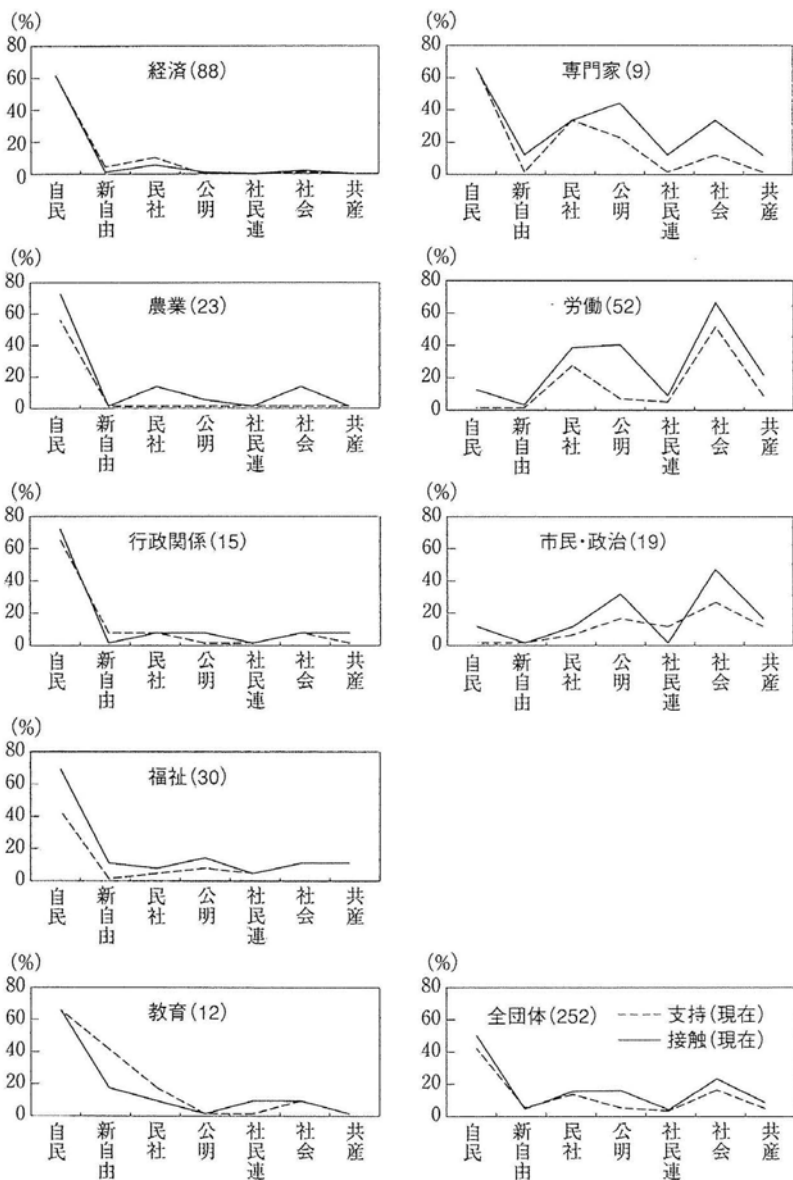 (%)
80
60
40
20
0
経済(88)
自民
新自由
民社
公明
社民連
社会
共産
(%)
80
60
40
20
0
専門家(9)
自民
新自由
民社
公明
社民連
社会
共産
(%)
80
60
40
20
0
農業(23)
自民
新自由
民社
公明
社民連
社会
共産
(%)
80
60
40
20
0
労働(52)
自民
新自由
民社
公明
社民連
社会
共産
(%)
80
60
40
20
0
行政関係(15)
自民
新自由
民社
公明
社民連
社会
共産
(%)
80
60
40
20
0
市民・政治(19)
自民
新自由
民社
公明
社民連
社会
共産
(%)
80
60
40
20
0
福祉(30)
自民
新自由
民社
公明
社民連
社会
共産
(%)
80
60
40
20
0
教育(12)
自民
新自由
民社
公明
社民連
社会
共産
(%)
80
60
40
20
0
全団体(252)
支持(現在)
接触(現在)
自民
新自由
民社
公明
社民連
社会
共産